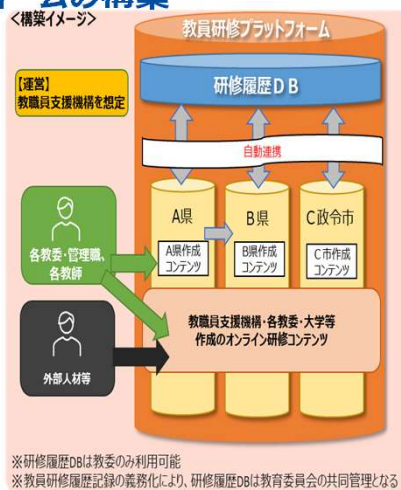 ームの構築
<構築イメージ>
教員研修プラットフォーム
【運営】
教職員支援機構を想定
研修履歴DB
自動連携
A県
B県
C政令市
A県作成
コンテンツ
B県作成
コンテンツ
C市作成
コンテンツ
各教委・管理職、
各教師
教職員支援機構・各教委・大学等
作成のオンライン研修コンテンツ
外部人材等
※研修履歴DBは教委のみ利用可能
※教員研修履歴記録の義務化により、研修履歴DBは教育委員会の共同管理となる